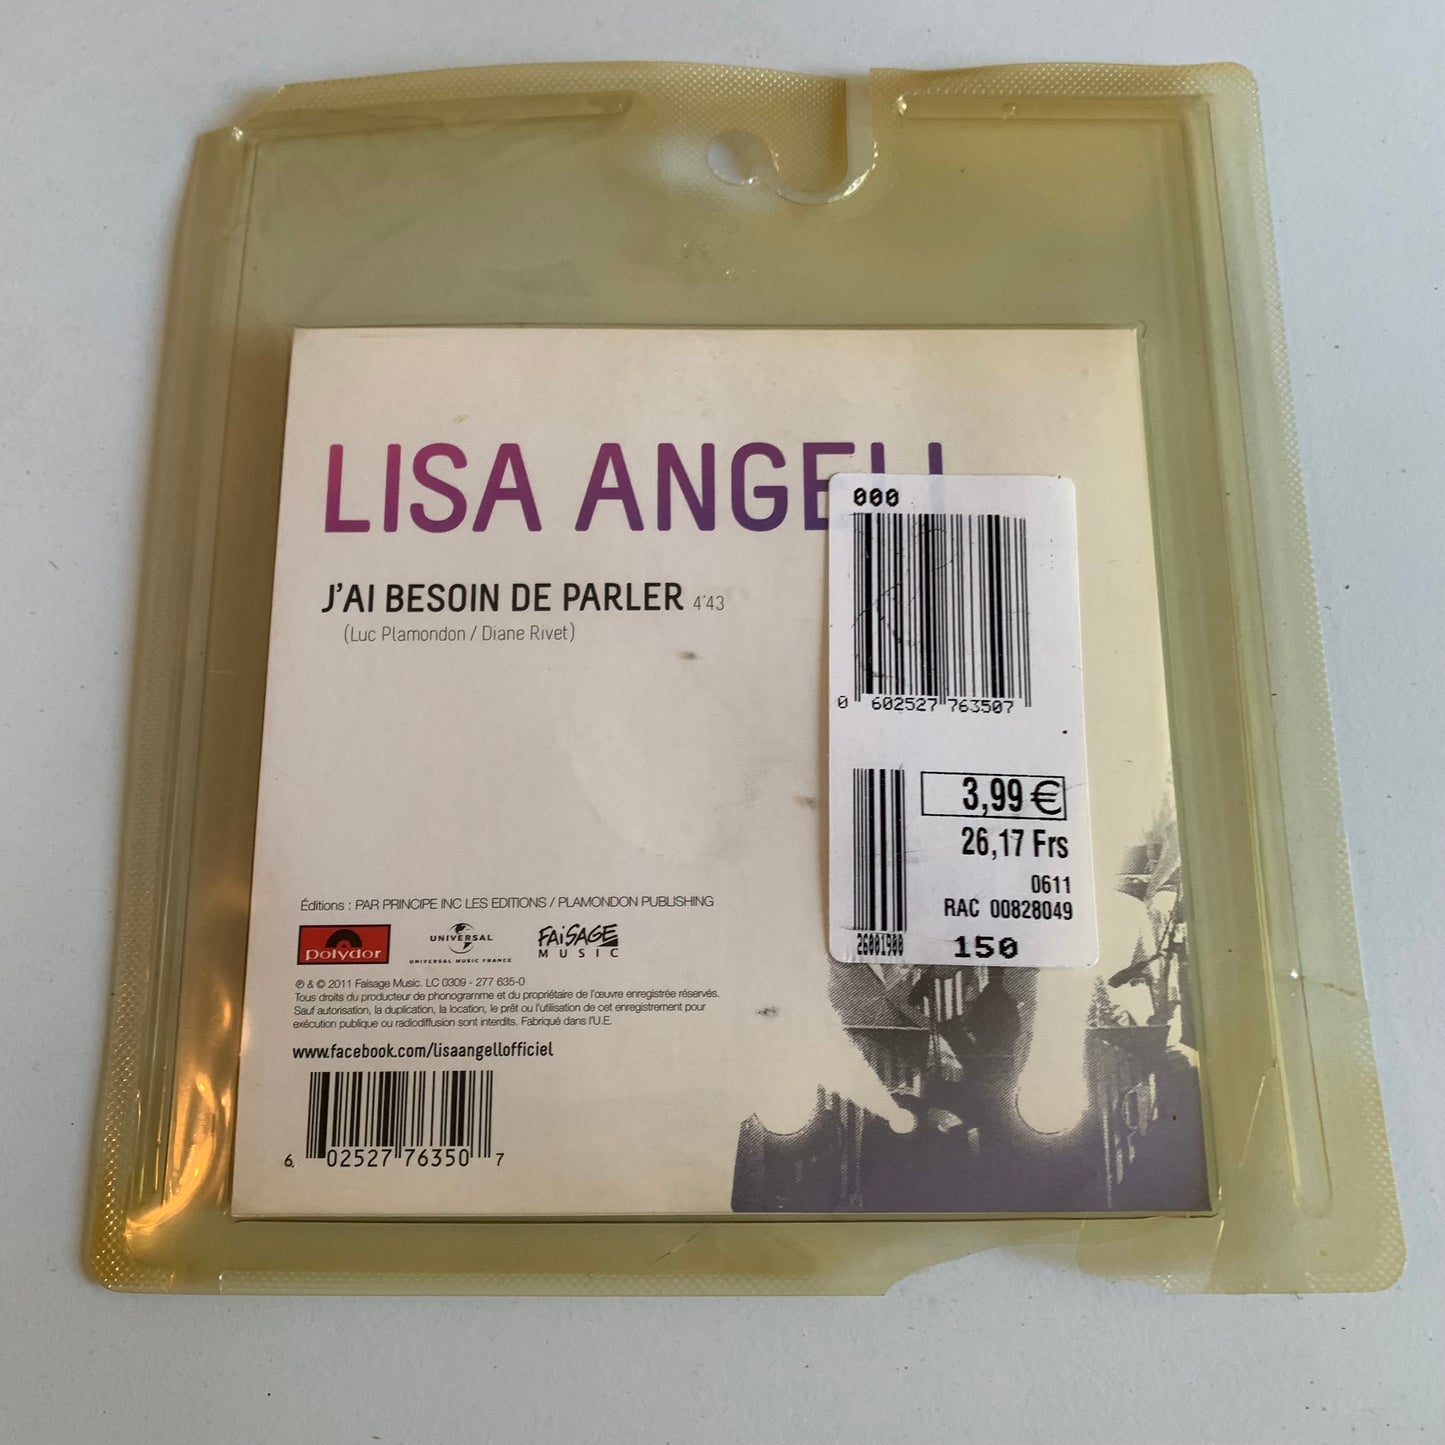 LISA ANGELL
J'AI BESOIN DE PARLER 4'43
(Luc Plamondon / Diane Rivet)
000
0 602527 763507
3,99 €
26,17 Frs
0611
RAC 00828049
26001900
150
Éditions : PAR PRINCIPE INC LES EDITIONS / PLAMONDON PUBLISHING
polydor
UNIVERSAL
UNIVERSAL MUSIC FRANCE
FAiSAGE
MUSIC
℗ & © 2011 Faisage Music. LC 0309 - 277 635-0
Tous droits du producteur de phonogramme et du propriétaire de l'œuvre enregistrée réservés.
Sauf autorisation, la duplication, la location, le prêt ou l'utilisation de cet enregistrement pour
exécution publique ou radiodiffusion sont interdits. Fabriqué dans l'U.E.
www.facebook.com/lisaangellofficiel
6 02527 76350 7